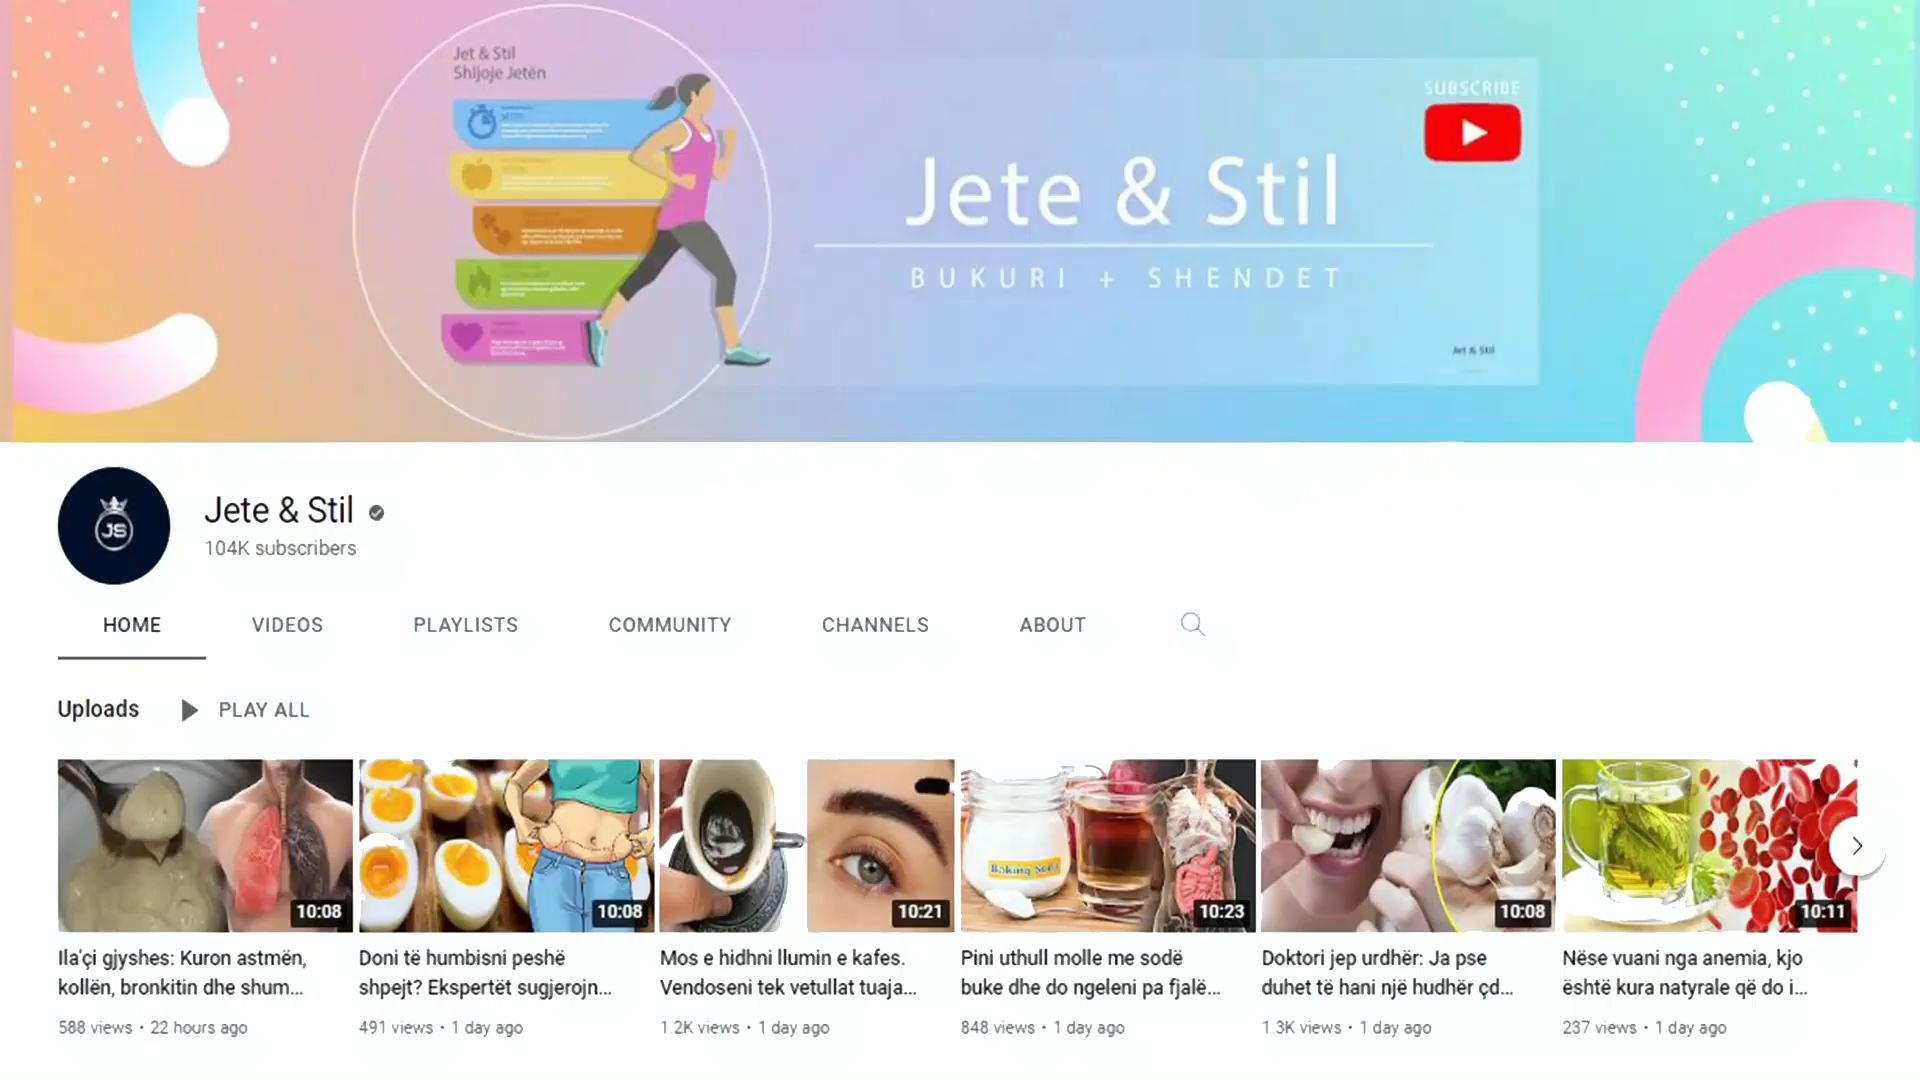 Jet & Stil
Shijoje Jetën
SUBSCRIBE
Jete & Stil
BUKURI + SHENDET
Jet & Stil
JS
Jete & Stil
104K subscribers
HOME VIDEOS PLAYLISTS COMMUNITY CHANNELS ABOUT
Uploads PLAY ALL
Baking Soda
10:08 10:08 10:21 10:23 10:08 10:11
Ila'çi gjyshes: Kuron astmën,
kollën, bronkitin dhe shum...
588 views • 22 hours ago
Doni të humbisni peshë
shpejt? Ekspertët sugjerojn...
491 views • 1 day ago
Mos e hidhni llumin e kafes.
Vendoseni tek vetullat tuaja...
1.2K views • 1 day ago
Pini uthull molle me sodë
buke dhe do ngeleni pa fjalë...
848 views • 1 day ago
Doktori jep urdhër: Ja pse
duhet të hani një hudhër çd...
1.3K views • 1 day ago
Nëse vuani nga anemia, kjo
është kura natyrale që do i...
237 views • 1 day ago